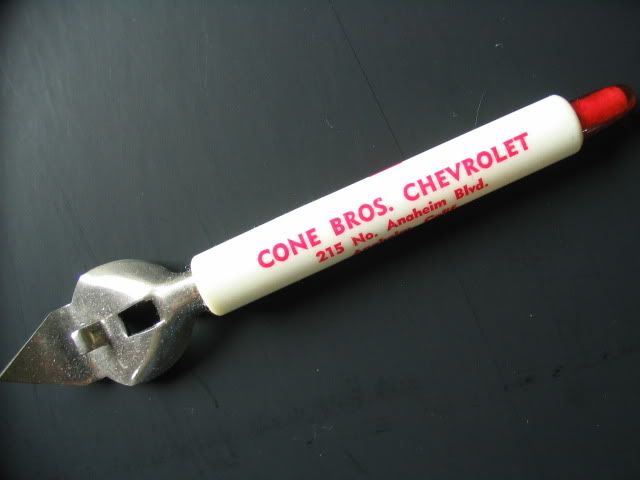 CONE BROS. CHEVROLET
215 No. Anaheim Blvd.